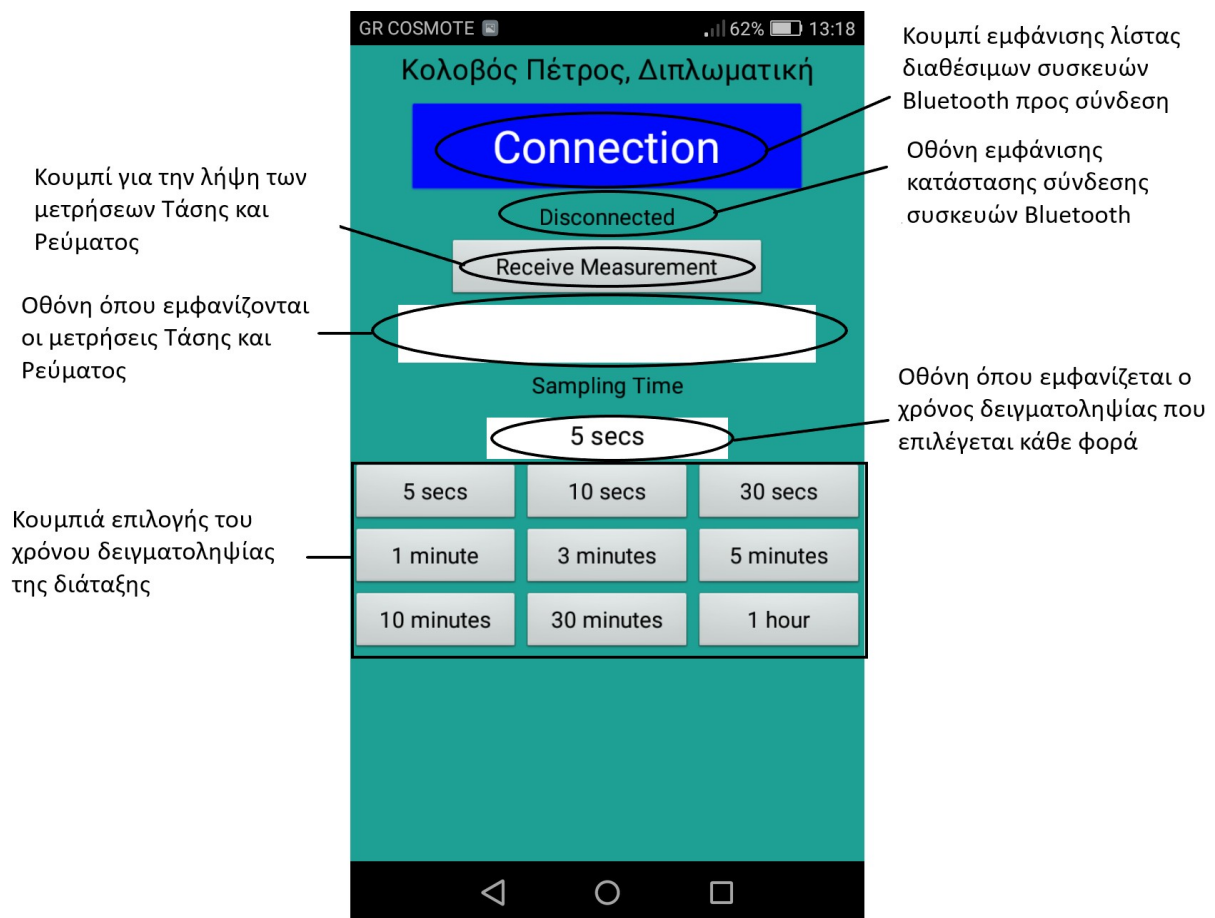 GR COSMOTE 62% 13:18
Κολοβός Πέτρος, Διπλωματική
Connection
Disconnected
Receive Measurement
Sampling Time
5 secs
5 secs 10 secs 30 secs
1 minute 3 minutes 5 minutes
10 minutes 30 minutes 1 hour
Κουμπί για την λήψη των
μετρήσεων Τάσης και
Ρεύματος
Οθόνη όπου εμφανίζονται
οι μετρήσεις Τάσης και
Ρεύματος
Κουμπιά επιλογής του
χρόνου δειγματοληψίας
της διάταξης
Κουμπί εμφάνισης λίστας
διαθέσιμων συσκευών
Bluetooth προς σύνδεση
Οθόνη εμφάνισης
κατάστασης σύνδεσης
συσκευών Bluetooth
Οθόνη όπου εμφανίζεται ο
χρόνος δειγματοληψίας που
επιλέγεται κάθε φορά